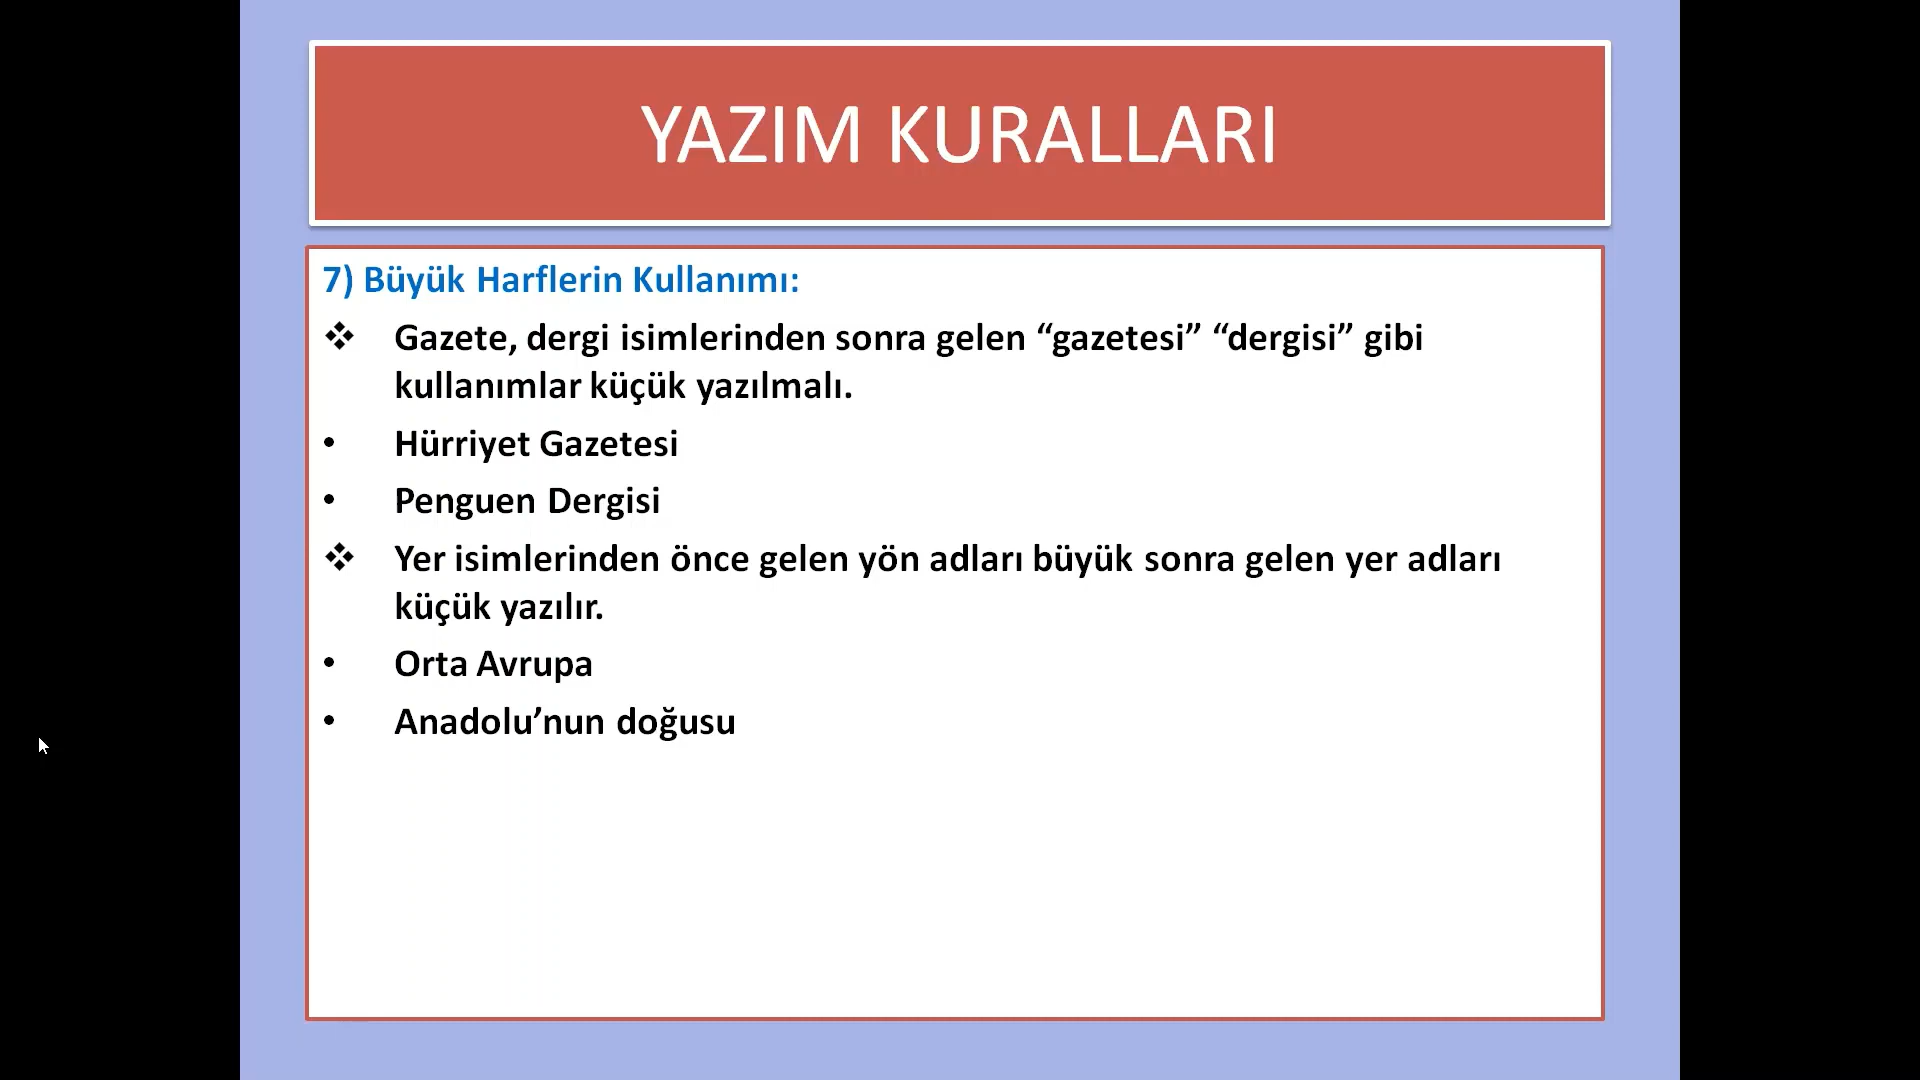 YAZIM KURALLARI
7) Büyük Harflerin Kullanımı:
❖ Gazete, dergi isimlerinden sonra gelen “gazetesi” “dergisi” gibi
kullanımlar küçük yazılmalı.
• Hürriyet Gazetesi
• Penguen Dergisi
❖ Yer isimlerinden önce gelen yön adları büyük sonra gelen yer adları
küçük yazılır.
• Orta Avrupa
• Anadolu’nun doğusu